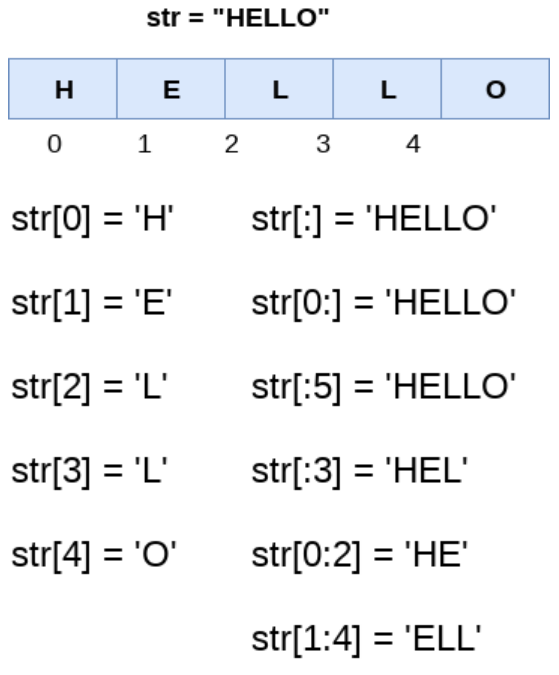 str = "HELLO"
H E L L O
0 1 2 3 4
str[0] = 'H' str[:] = 'HELLO'
str[1] = 'E' str[0:] = 'HELLO'
str[2] = 'L' str[:5] = 'HELLO'
str[3] = 'L' str[:3] = 'HEL'
str[4] = 'O' str[0:2] = 'HE'
str[1:4] = 'ELL'